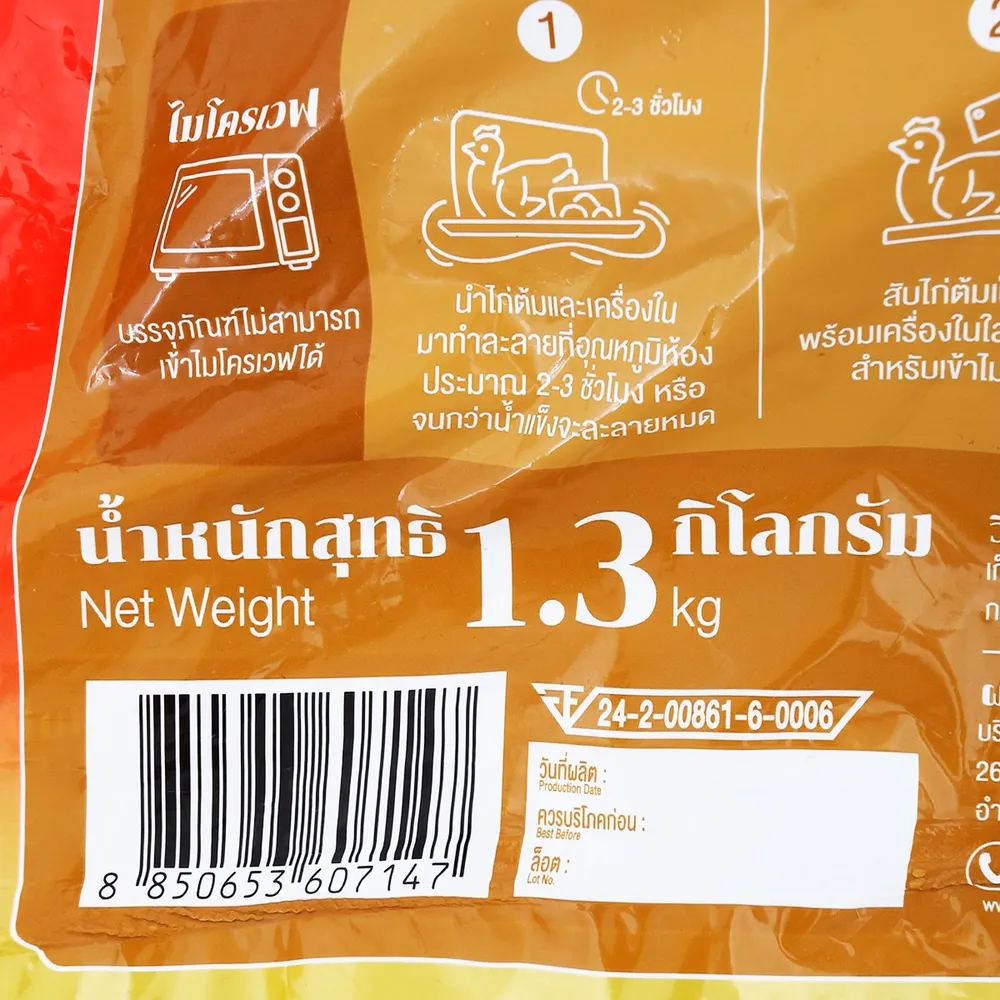 ไมโครเวฟ
บรรจุภัณฑ์ไม่สามารถ
เข้าไมโครเวฟได้
1
2-3 ชั่วโมง
นำไก่ต้มและเครื่องใน
มาทำละลายที่อุณหภูมิห้อง
ประมาณ 2-3 ชั่วโมง หรือ
จนกว่าน้ำแข็งจะละลายหมด
2
สับไก่ต้ม
พร้อมเครื่องในใส่
สำหรับเข้าไม
น้ำหนักสุทธิ 1.3 กิโลกรัม
Net Weight kg
8 850653 607147
24-2-00861-6-0006
วันที่ผลิต :
Production Date
ควรบริโภคก่อน :
Best Before
ล็อต :
Lot No.
บริ
26
อำ